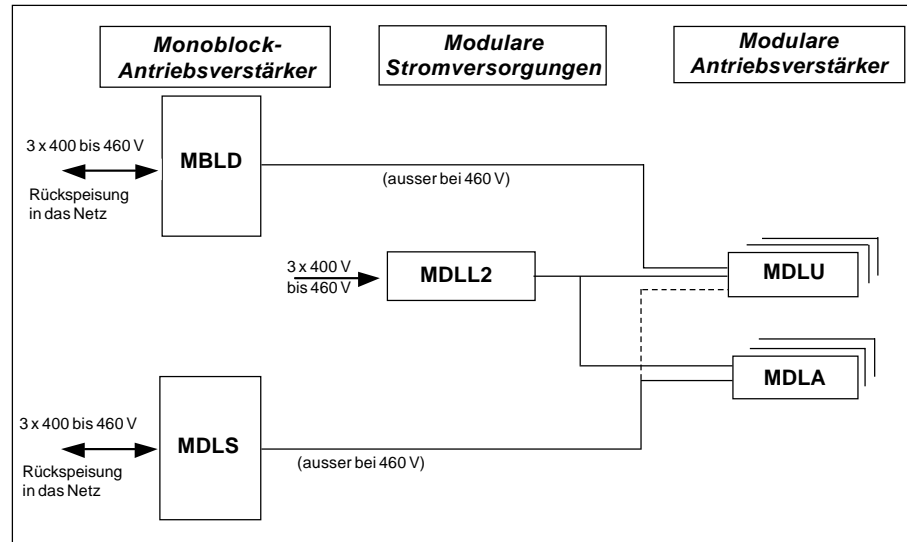 Monoblock-
Antriebsverstärker
Modulare
Stromversorgungen
Modulare
Antriebsverstärker
3 x 400 bis 460 V
MBLD
Rückspeisung
in das Netz
(ausser bei 460 V)
3 x 400 V
bis 460 V
MDLL2
MDLU
MDLA
3 x 400 bis 460 V
MDLS
Rückspeisung
in das Netz
(ausser bei 460 V)